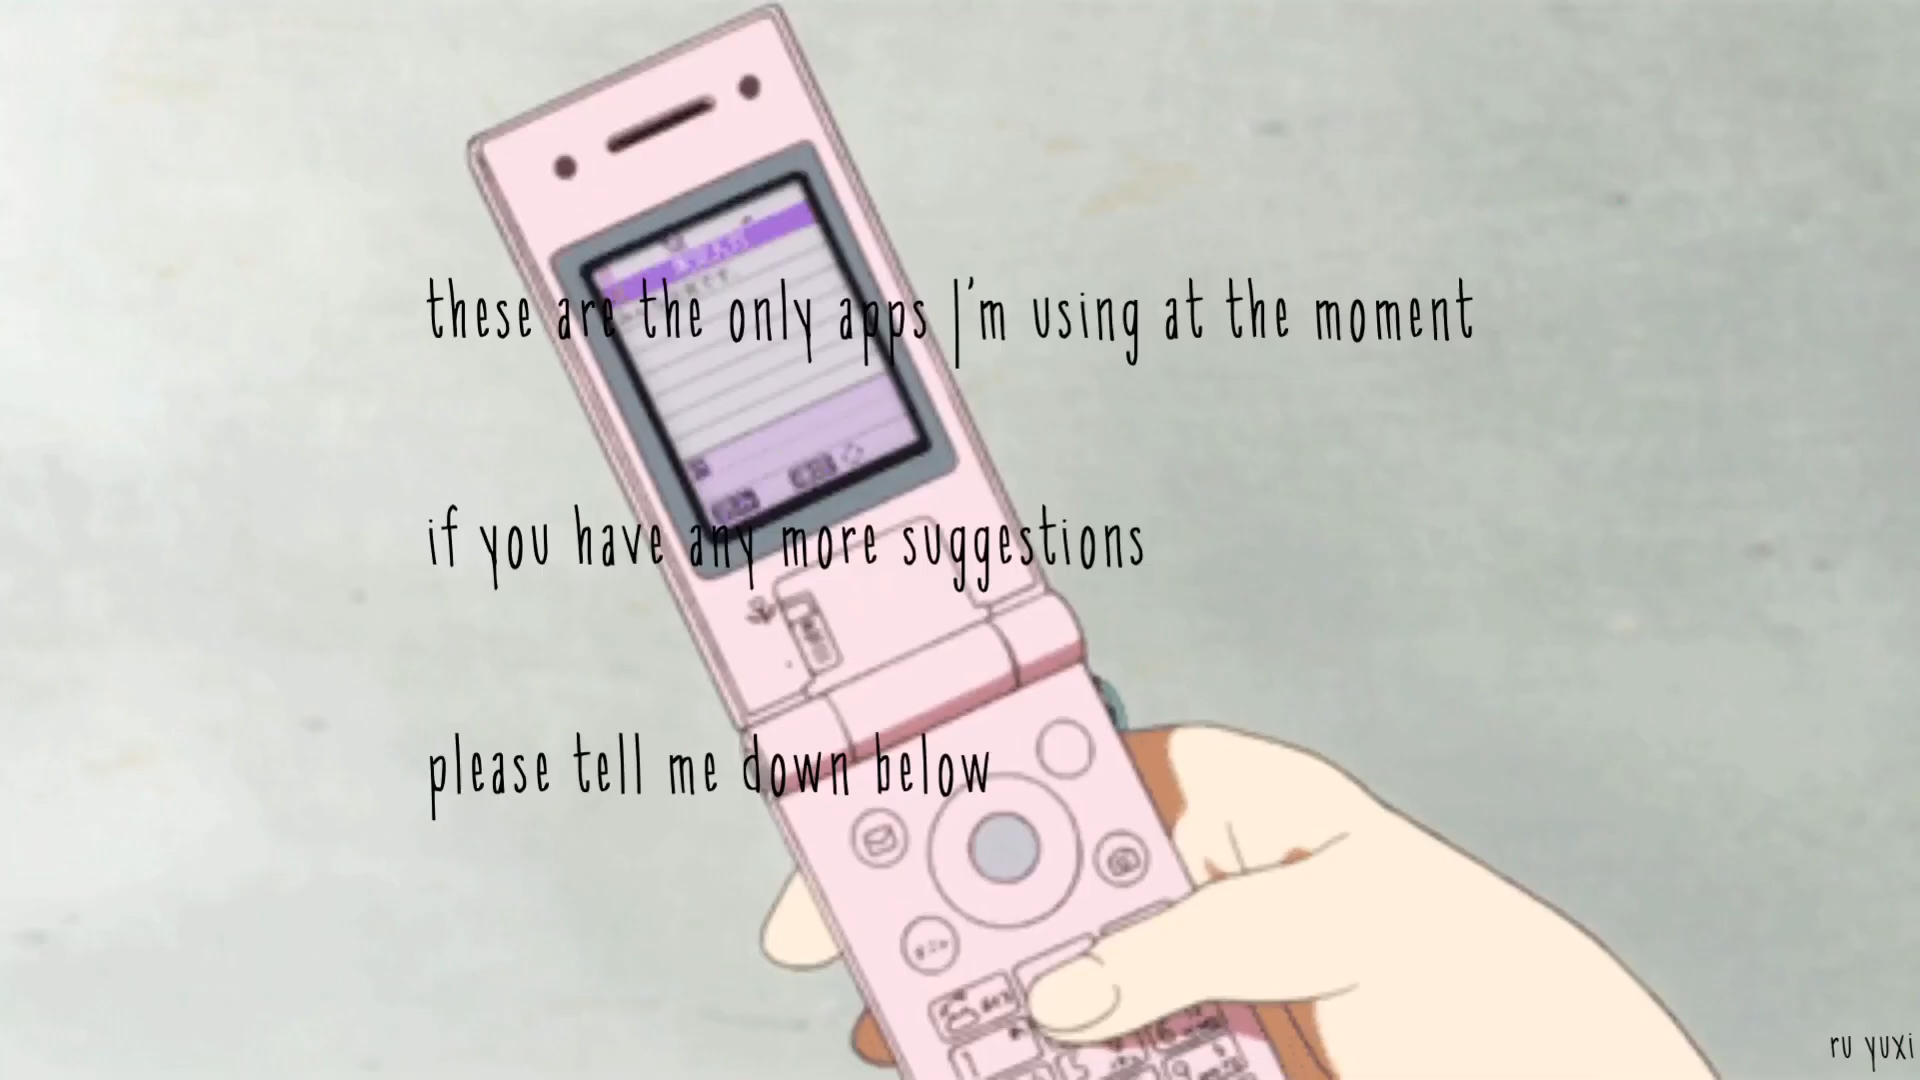 these are the only apps I'm using at the moment
if you have any more suggestions
please tell me down below
ru yuxi